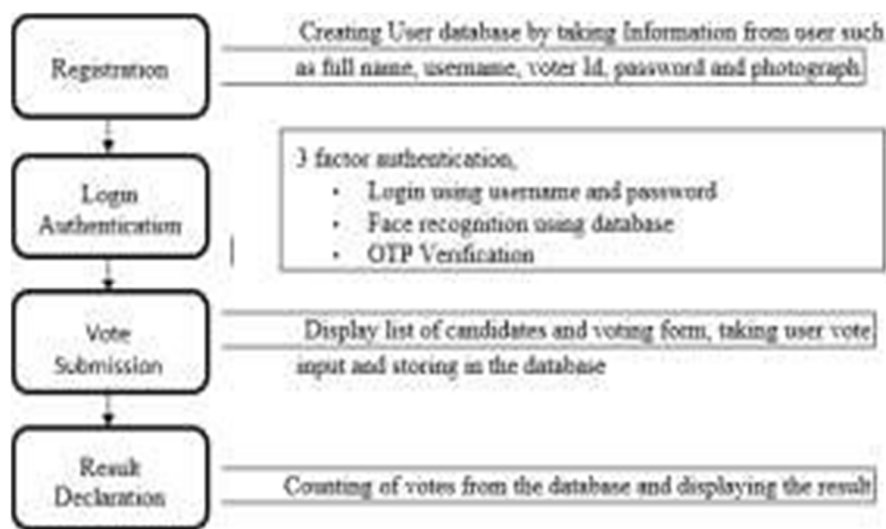 Registration
Creating User database by taking Information from user such
as full name, username, voter Id, password and photograph
Login
Authentication
3 factor authentication,
• Login using username and password
• Face recognition using database
• OTP Verification
Vote
Submission
Display list of candidates and voting form, taking user vote
input and storing in the database
Result
Declaration
Counting of votes from the database and displaying the result